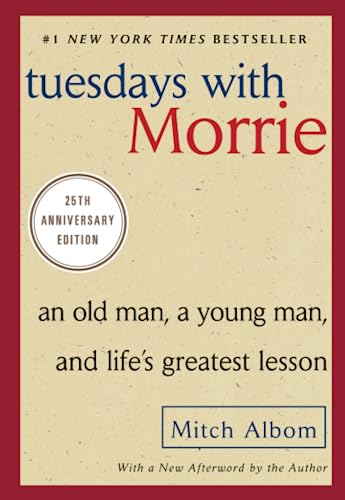 #1 NEW YORK TIMES BESTSELLER
tuesdays with
Morrie
25TH
ANNIVERSARY
EDITION
an old man, a young man,
and life's greatest lesson
Mitch Albom
With a New Afterword by the Author